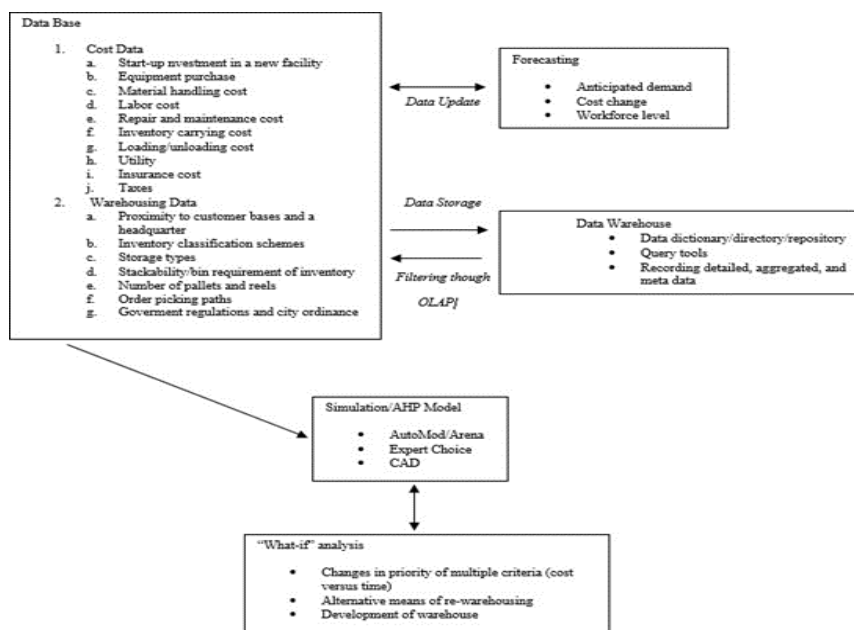 Data Base
1. Cost Data
a. Start-up nvestment in a new facility
b. Equipment purchase
c. Material handling cost
d. Labor cost
e. Repair and maintenance cost
f. Inventory carrying cost
g. Loading/unloading cost
h. Utility
i. Insurance cost
j. Taxes
2. Warehousing Data
a. Proximity to customer bases and a
headquarter
b. Inventory classification schemes
c. Storage types
d. Stackability/bin requirement of inventory
e. Number of pallets and reels
f. Order picking paths
g. Goverment regulations and city ordinance
Data Update
Forecasting
• Anticipated demand
• Cost change
• Workforce level
Data Storage
Filtering though
OLAP¦
Data Warehouse
• Data dictionary/directory/repository
• Query tools
• Recording detailed, aggregated, and
meta data
Simulation/AHP Model
• AutoMod/Arena
• Expert Choice
• CAD
“What-if” analysis
• Changes in priority of multiple criteria (cost
versus time)
• Alternative means of re-warehousing
• Development of warehouse